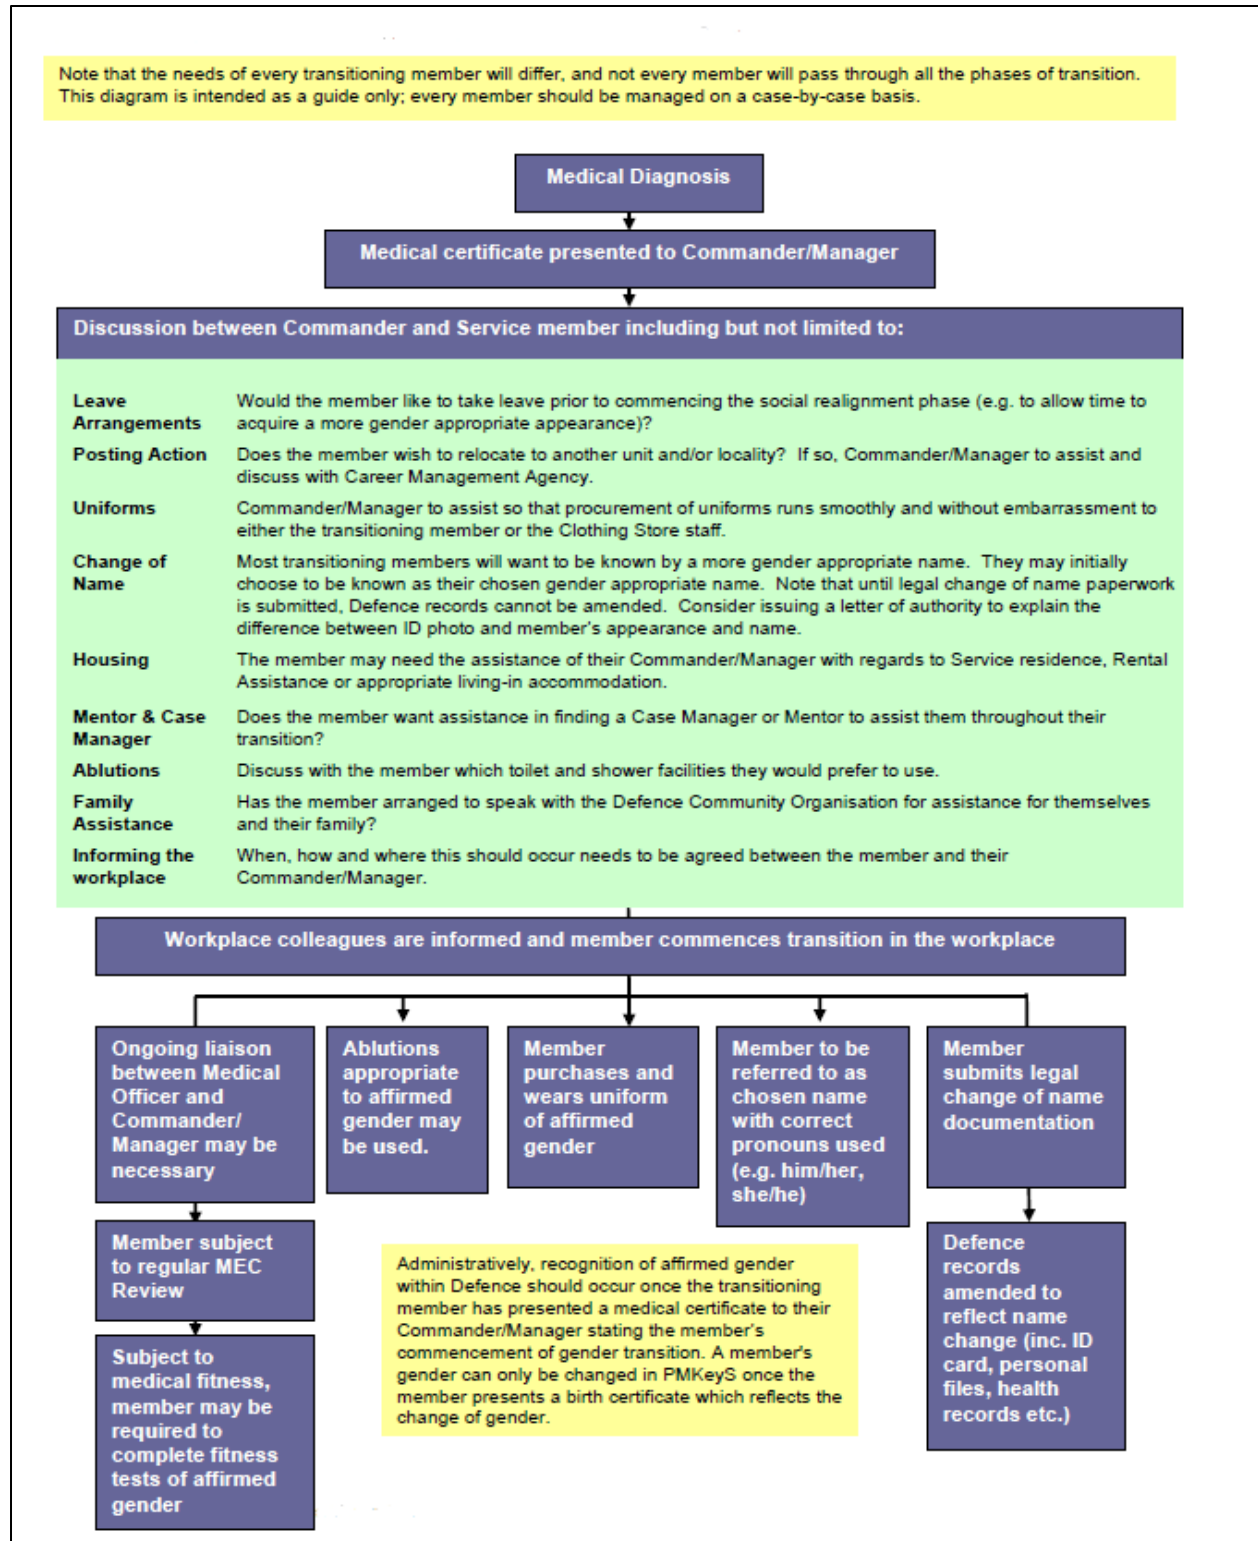 Note that the needs of every transitioning member will differ, and not every member will pass through all the phases of transition.
This diagram is intended as a guide only; every member should be managed on a case-by-case basis.
Medical Diagnosis
Medical certificate presented to Commander/Manager
Discussion between Commander and Service member including but not limited to:
Leave Arrangements
Would the member like to take leave prior to commencing the social realignment phase (e.g. to allow time to
acquire a more gender appropriate appearance)?
Posting Action
Does the member wish to relocate to another unit and/or locality?  If so, Commander/Manager to assist and
discuss with Career Management Agency.
Uniforms
Commander/Manager to assist so that procurement of uniforms runs smoothly and without embarrassment to
either the transitioning member or the Clothing Store staff.
Change of
Name
Most transitioning members will want to be known by a more gender appropriate name.  They may initially
choose to be known as their chosen gender appropriate name.  Note that until legal change of name paperwork
is submitted, Defence records cannot be amended.  Consider issuing a letter of authority to explain the
difference between ID photo and member's appearance and name.
Housing
The member may need the assistance of their Commander/Manager with regards to Service residence, Rental
Assistance or appropriate living-in accommodation.
Mentor & Case
Manager
Does the member want assistance in finding a Case Manager or Mentor to assist them throughout their
transition?
Ablutions
Discuss with the member which toilet and shower facilities they would prefer to use.
Family
Assistance
Has the member arranged to speak with the Defence Community Organisation for assistance for themselves
and their family?
Informing the
workplace
When, how and where this should occur needs to be agreed between the member and their
Commander/Manager.
Workplace colleagues are informed and member commences transition in the workplace
Ongoing liaison
between Medical
Officer and
Commander/
Manager may be
necessary
Ablutions
appropriate
to affirmed
gender may
be used.
Member
purchases and
wears uniform
of affirmed
gender
Member to be
referred to as
chosen name
with correct
pronouns used
(e.g. him/her,
she/he)
Member
submits legal
change of name
documentation
Member subject
to regular MEC
Review
Subject to
medical fitness,
member may be
required to
complete fitness
tests of affirmed
gender
Administratively, recognition of affirmed gender
within Defence should occur once the transitioning
member has presented a medical certificate to their
Commander/Manager stating the member's
commencement of gender transition. A member's
gender can only be changed in PMKeyS once the
member presents a birth certificate which reflects the
change of gender.
Defence
records
amended to
reflect name
change (inc. ID
card, personal
files, health
records etc.)